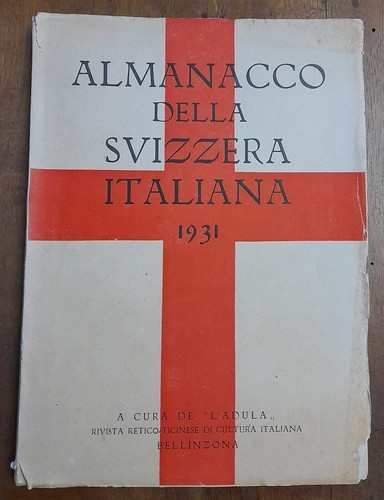 ALMANACCO
DELLA
SVIZZERA
ITALIANA
1931
A CURA DE "L'ADULA„
RIVISTA RETICO-TICINESE DI CULTURA ITALIANA
BELLINZONA